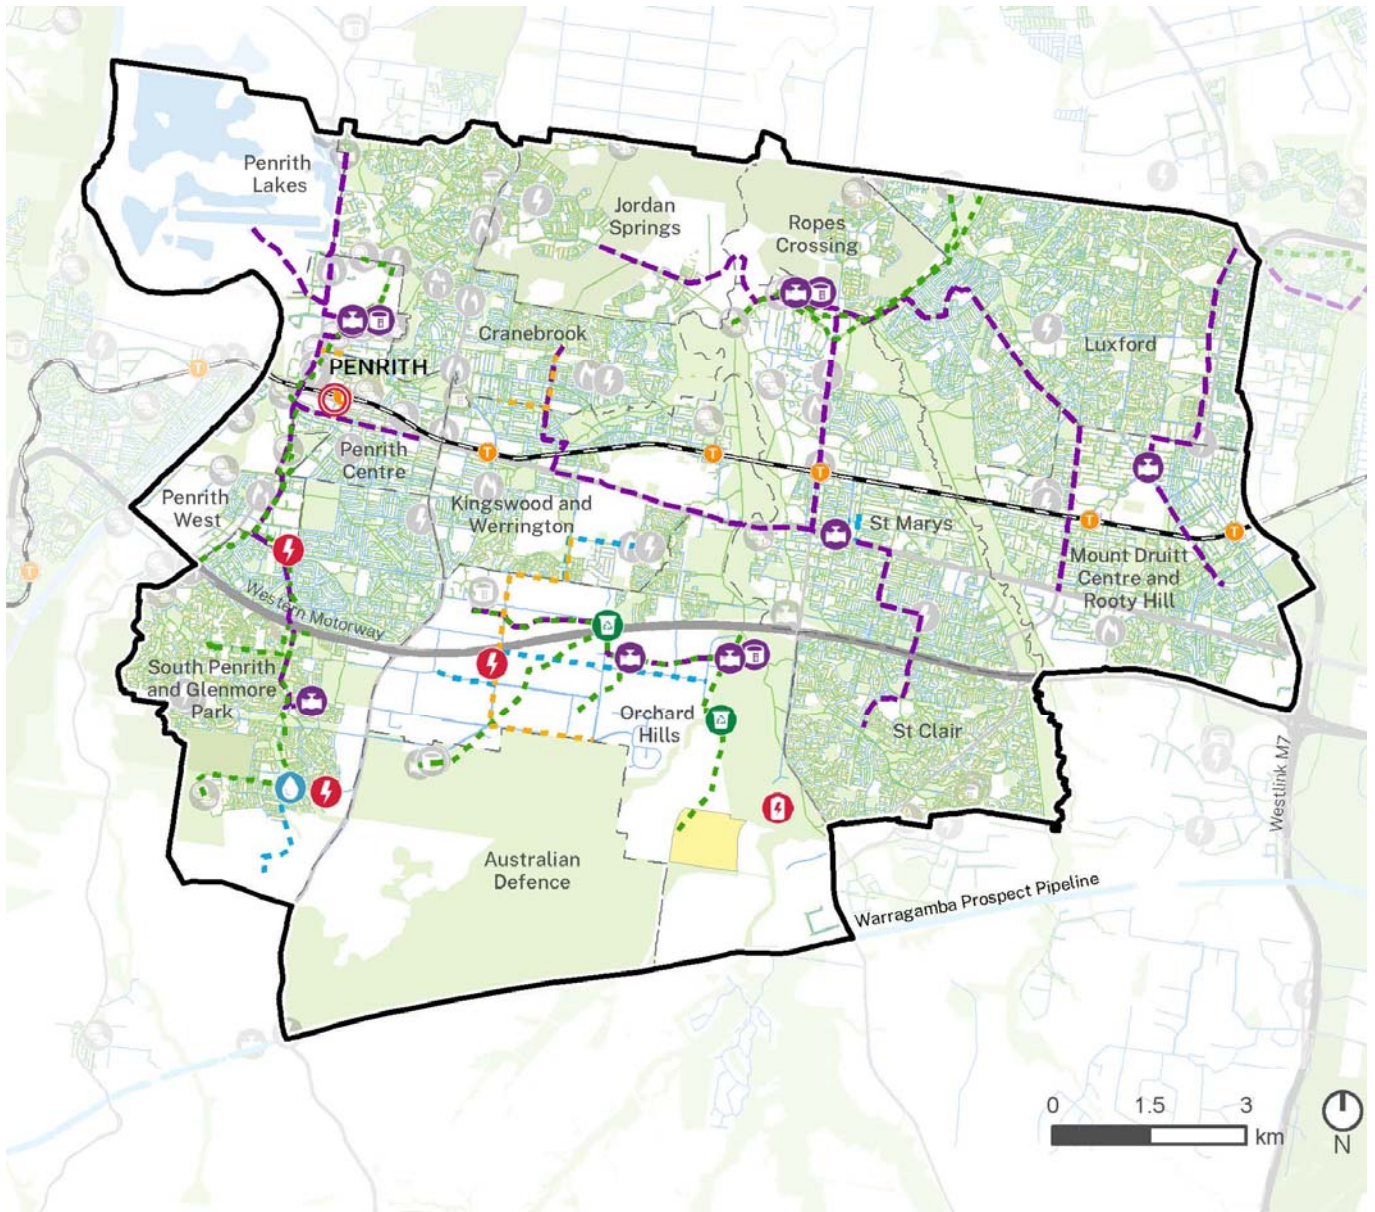 Penrith
Lakes
Jordan
Springs
Ropes
Crossing
Cranebrook
Luxford
PENRITH
T
Penrith
Centre
T
T
T
Penrith
West
Kingswood and
Werrington
St Marys
T
T
T
Mount Druitt
Centre and
Rooty Hill
Western Motorway
South Penrith
and Glenmore
Park
Orchard
Hills
St Clair
Westlink M7
Australian
Defence
Warragamba Prospect Pipeline
0 1.5 3
km
N